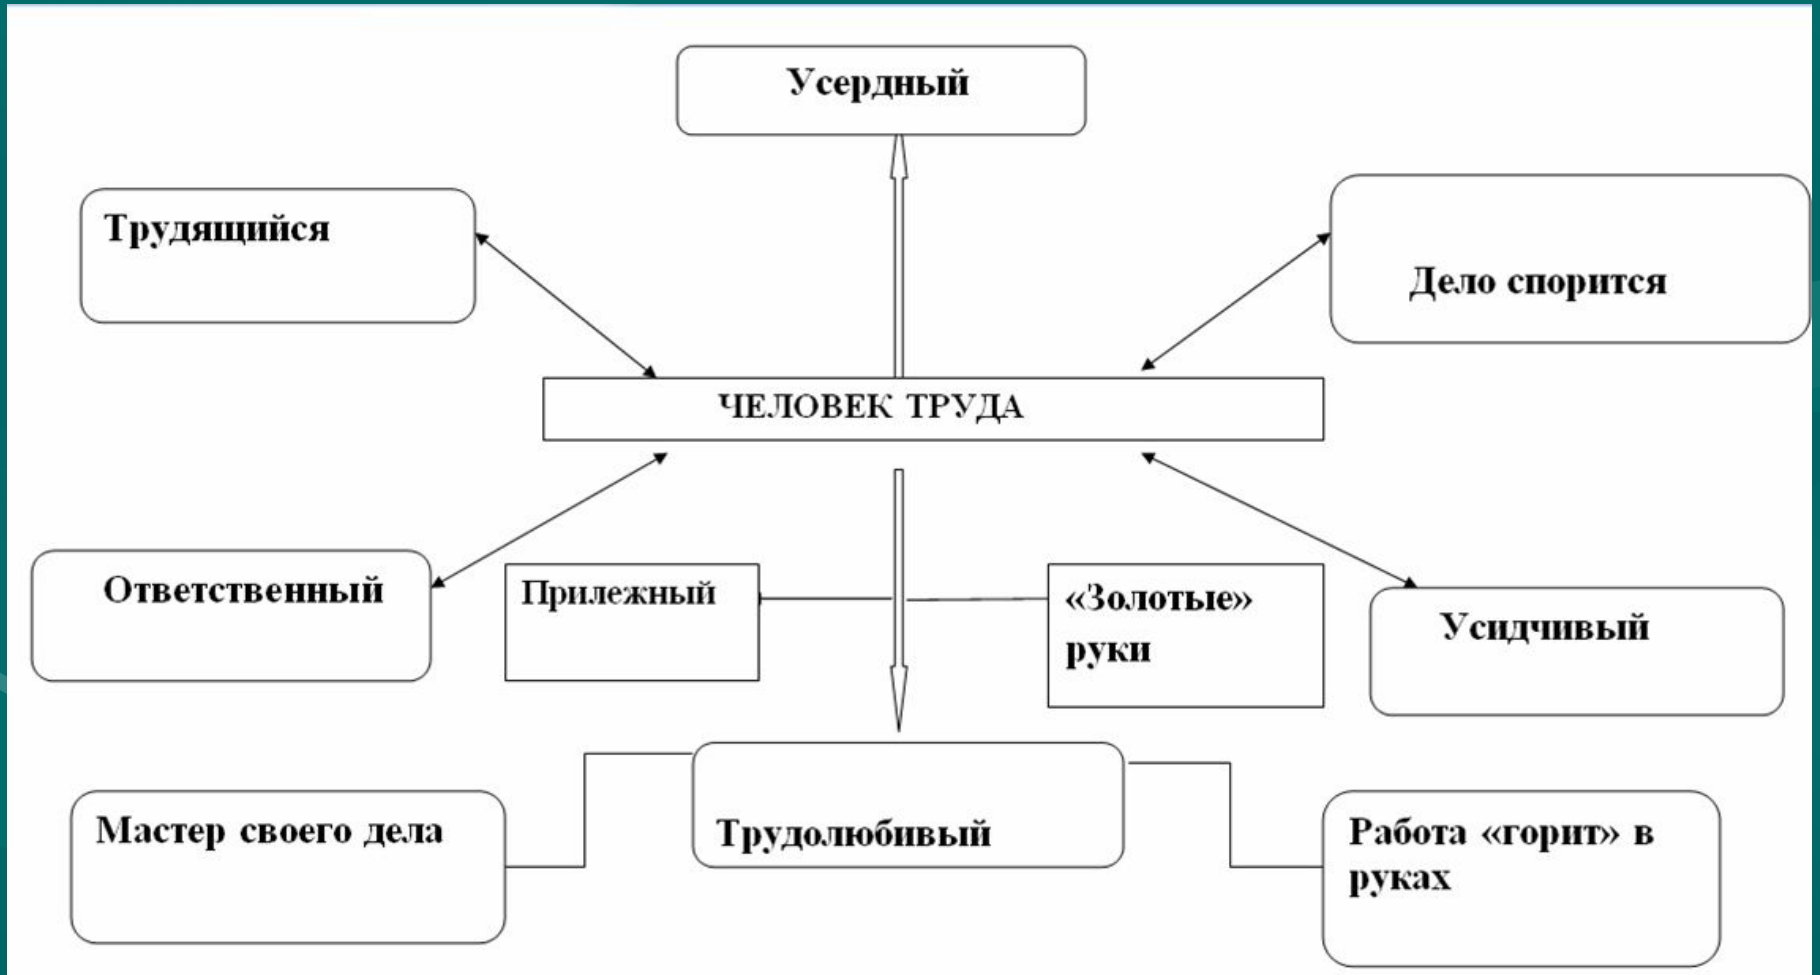 Усердный
Трудящийся
Дело спорится
ЧЕЛОВЕК ТРУДА
Ответственный
Прилежный
«Золотые»
руки
Усидчивый
Мастер своего дела
Трудолюбивый
Работа «горит» в
руках